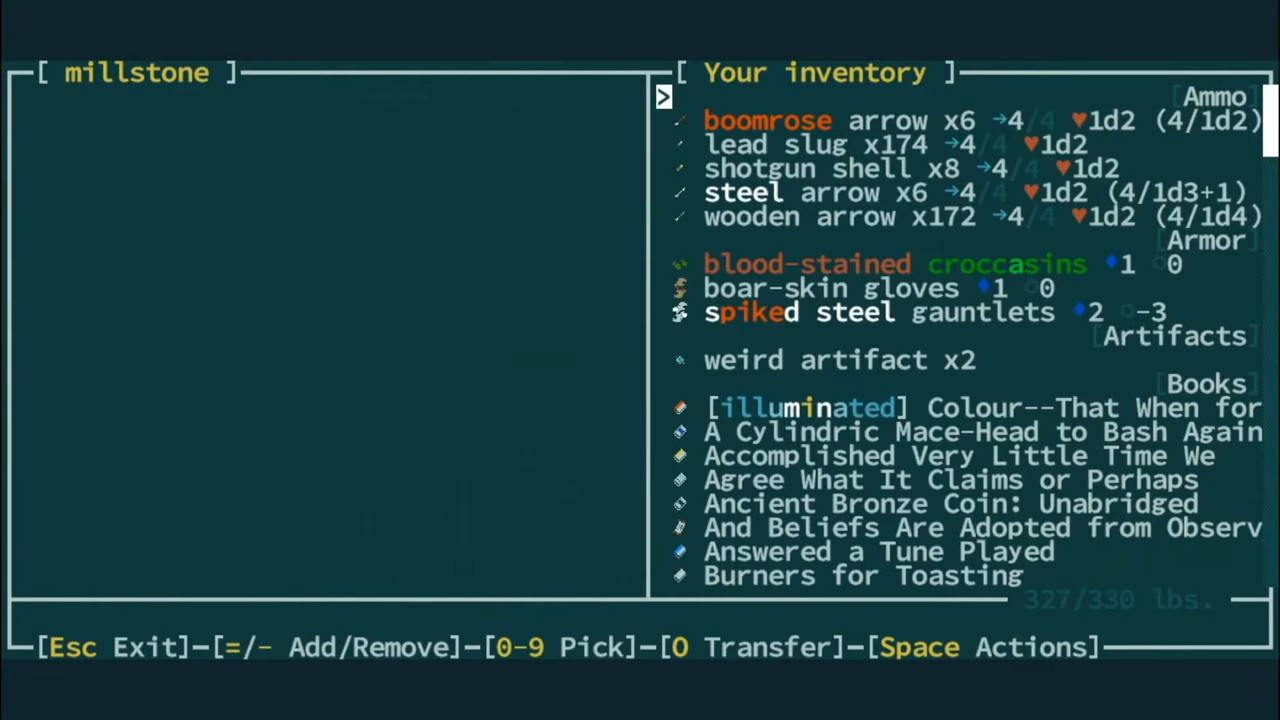 [ millstone ]
[ Your inventory ]
>
[Ammo]
boomrose arrow x6 →4/4 ♥1d2 (4/1d2)
lead slug x174 →4/4 ♥1d2
shotgun shell x8 →4/4 ♥1d2
steel arrow x6 →4/4 ♥1d2 (4/1d3+1)
wooden arrow x172 →4/4 ♥1d2 (4/1d4)
[Armor]
blood-stained croccasins ♦1 ○0
boar-skin gloves ♦1 ○0
spiked steel gauntlets ♦2 ○-3
[Artifacts]
weird artifact x2
[Books]
[illuminated] Colour--That When for
A Cylindric Mace-Head to Bash Again
Accomplished Very Little Time We
Agree What It Claims or Perhaps
Ancient Bronze Coin: Unabridged
And Beliefs Are Adopted from Observ
Answered a Tune Played
Burners for Toasting
327/330 lbs.
[Esc Exit]-[=/- Add/Remove]-[0-9 Pick]-[O Transfer]-[Space Actions]